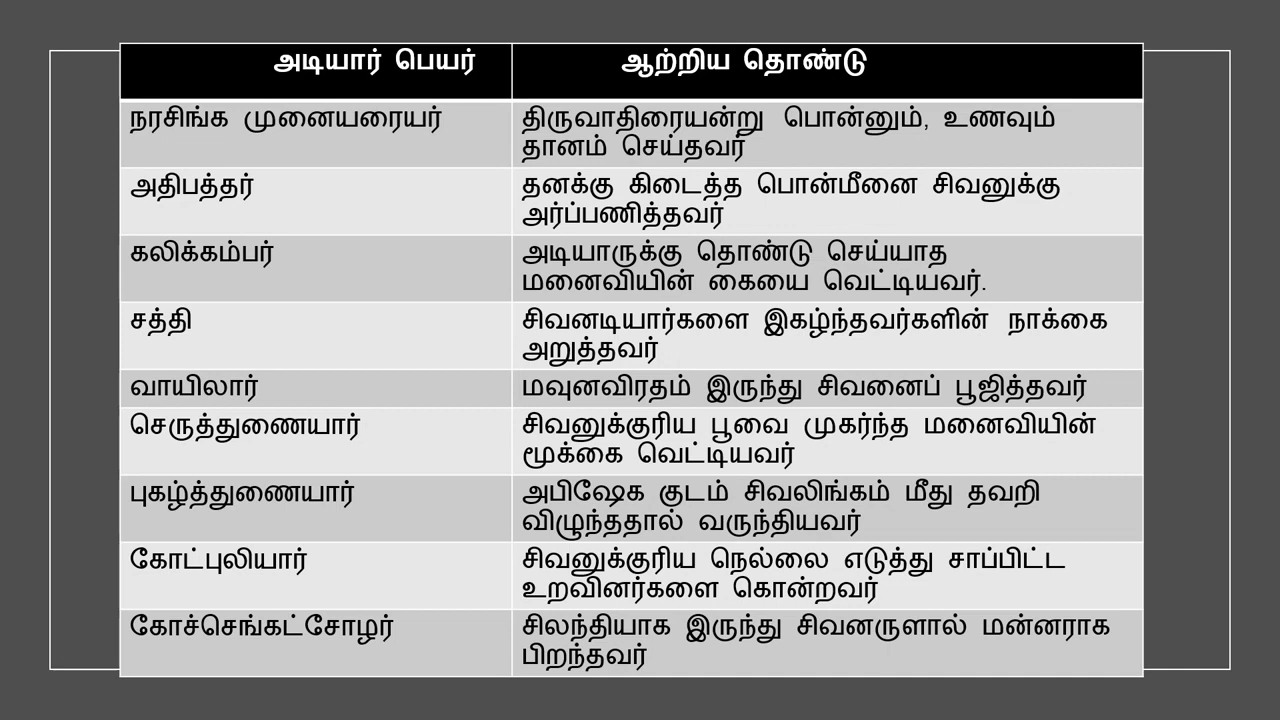 அடியார் பெயர் ஆற்றிய தொண்டு
நரசிங்க முனையரையர் திருவாதிரையன்று பொன்னும், உணவும்
தானம் செய்தவர்
அதிபத்தர் தனக்கு கிடைத்த பொன்மீனை சிவனுக்கு
அர்ப்பணித்தவர்
கலிக்கம்பர் அடியாருக்கு தொண்டு செய்யாத
மனைவியின் கையை வெட்டியவர்.
சத்தி சிவனடியார்களை இகழ்ந்தவர்களின் நாக்கை
அறுத்தவர்
வாயிலார் மவுனவிரதம் இருந்து சிவனைப் பூஜித்தவர்
செருத்துணையார் சிவனுக்குரிய பூவை முகர்ந்த மனைவியின்
மூக்கை வெட்டியவர்
புகழ்த்துணையார் அபிஷேக குடம் சிவலிங்கம் மீது தவறி
விழுந்ததால் வருந்தியவர்
கோட்புலியார் சிவனுக்குரிய நெல்லை எடுத்து சாப்பிட்ட
உறவினர்களை கொன்றவர்
கோச்செங்கட்சோழர் சிலந்தியாக இருந்து சிவனருளால் மன்னராக
பிறந்தவர்